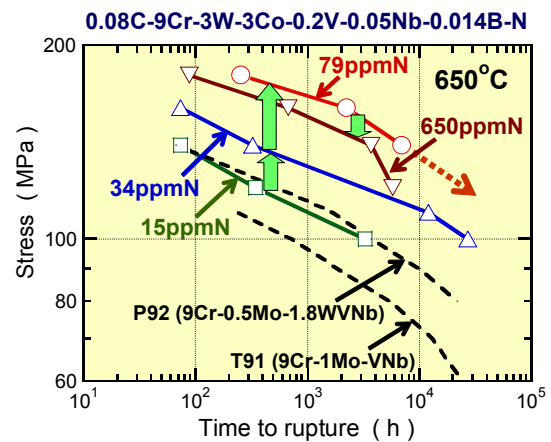 0.08C-9Cr-3W-3Co-0.2V-0.05Nb-0.014B-N
200
79ppmN
650°C
650ppmN
34ppmN
15ppmN
100
80
60
P92 (9Cr-0.5Mo-1.8WVNb)
T91 (9Cr-1Mo-VNb)
Stress ( MPa)
10¹
10²
10³
10⁴
10⁵
Time to rupture ( h )